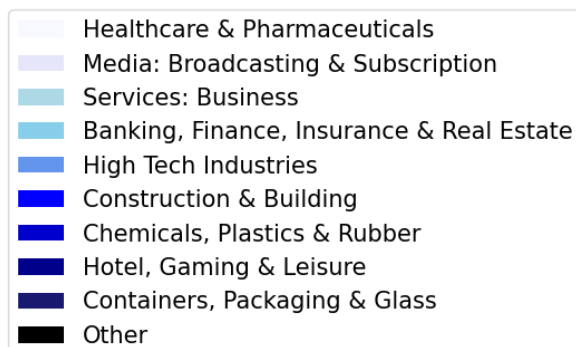 Healthcare & Pharmaceuticals
Media: Broadcasting & Subscription
Services: Business
Banking, Finance, Insurance & Real Estate
High Tech Industries
Construction & Building
Chemicals, Plastics & Rubber
Hotel, Gaming & Leisure
Containers, Packaging & Glass
Other